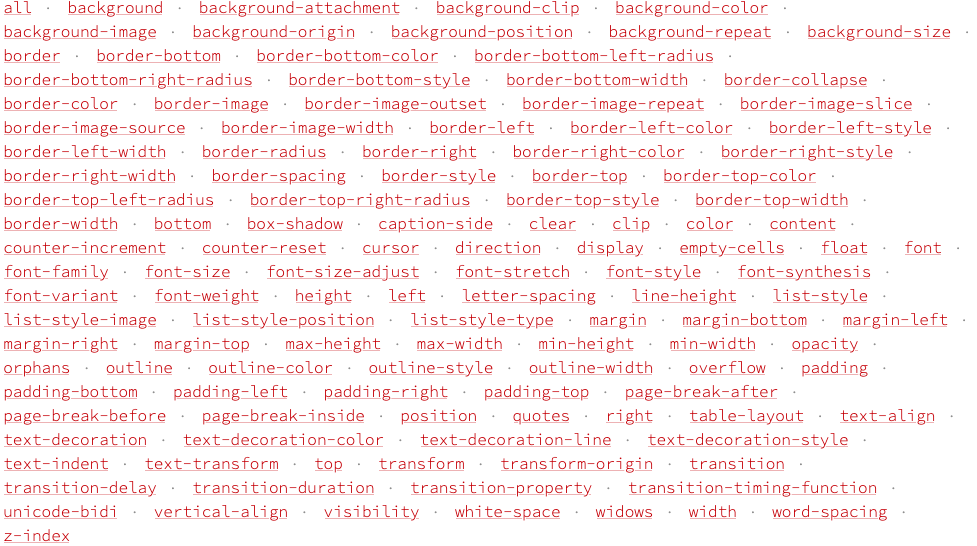 all · background · background-attachment · background-clip · background-color ·
background-image · background-origin · background-position · background-repeat · background-size ·
border · border-bottom · border-bottom-color · border-bottom-left-radius ·
border-bottom-right-radius · border-bottom-style · border-bottom-width · border-collapse ·
border-color · border-image · border-image-outset · border-image-repeat · border-image-slice ·
border-image-source · border-image-width · border-left · border-left-color · border-left-style ·
border-left-width · border-radius · border-right · border-right-color · border-right-style ·
border-right-width · border-spacing · border-style · border-top · border-top-color ·
border-top-left-radius · border-top-right-radius · border-top-style · border-top-width ·
border-width · bottom · box-shadow · caption-side · clear · clip · color · content ·
counter-increment · counter-reset · cursor · direction · display · empty-cells · float · font ·
font-family · font-size · font-size-adjust · font-stretch · font-style · font-synthesis ·
font-variant · font-weight · height · left · letter-spacing · line-height · list-style ·
list-style-image · list-style-position · list-style-type · margin · margin-bottom · margin-left ·
margin-right · margin-top · max-height · max-width · min-height · min-width · opacity ·
orphans · outline · outline-color · outline-style · outline-width · overflow · padding ·
padding-bottom · padding-left · padding-right · padding-top · page-break-after ·
page-break-before · page-break-inside · position · quotes · right · table-layout · text-align ·
text-decoration · text-decoration-color · text-decoration-line · text-decoration-style ·
text-indent · text-transform · top · transform · transform-origin · transition ·
transition-delay · transition-duration · transition-property · transition-timing-function ·
unicode-bidi · vertical-align · visibility · white-space · widows · width · word-spacing ·
z-index